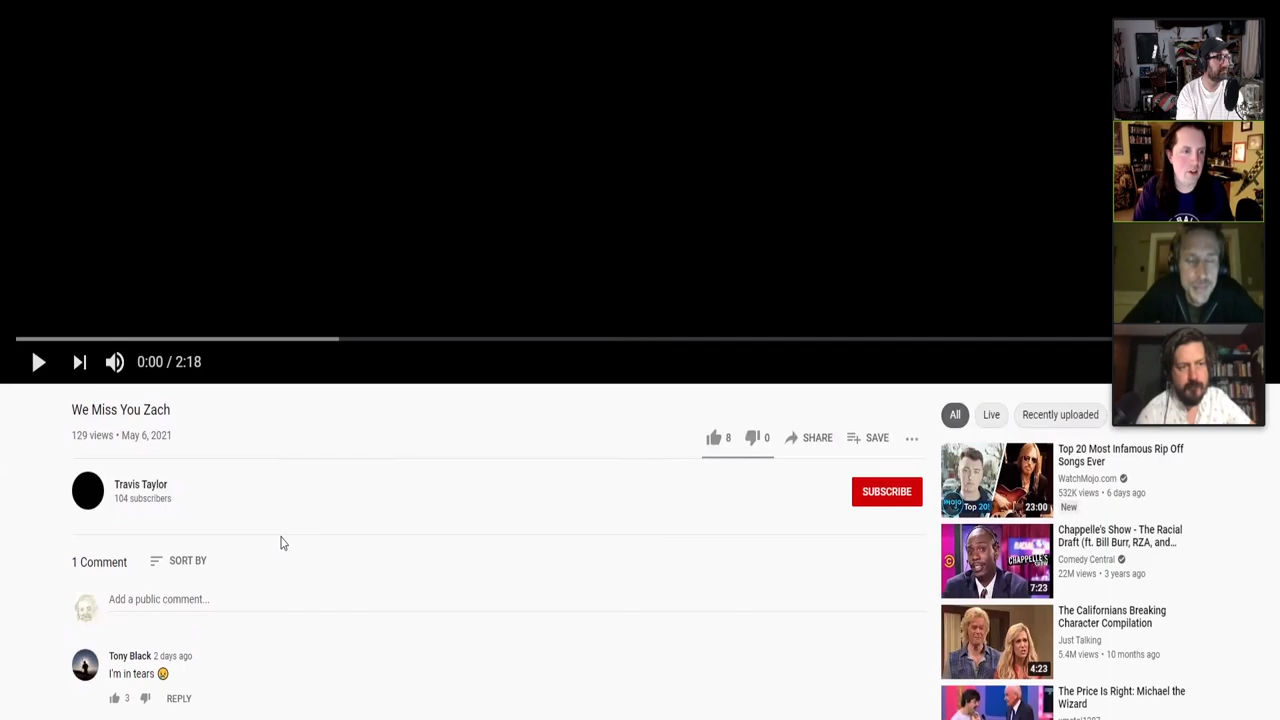 0:00 / 2:18
We Miss You Zach
129 views • May 6, 2021
8
0
SHARE
SAVE
Travis Taylor
104 subscribers
SUBSCRIBE
1 Comment
SORT BY
Add a public comment...
Tony Black 2 days ago
I'm in tears 😢
3
REPLY
All
Live
Recently uploaded
Top 20!
23:00
Top 20 Most Infamous Rip Off
Songs Ever
WatchMojo.com
532K views • 6 days ago
New
CHAPPELLE'S
7:23
Chappelle's Show - The Racial
Draft (ft. Bill Burr, RZA, and...
Comedy Central
22M views • 3 years ago
4:23
The Californians Breaking
Character Compilation
Just Talking
5.4M views • 10 months ago
The Price Is Right: Michael the
Wizard